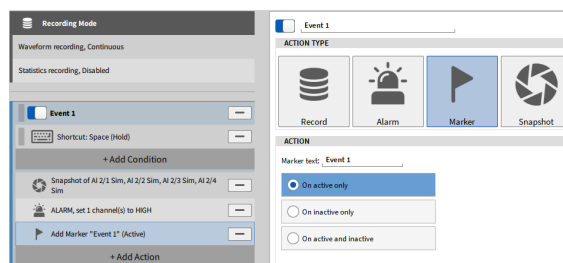 Recording Mode
Waveform recording, Continuous
Statistics recording, Disabled
Event 1
Shortcut: Space (Hold)
+ Add Condition
Snapshot of AI 2/1 Sim, AI 2/2 Sim, AI 2/3 Sim, AI 2/4
Sim
ALARM, set 1 channel(s) to HIGH
Add Marker "Event 1" (Active)
+ Add Action
Event 1
ACTION TYPE
Record
Alarm
Marker
Snapshot
ACTION
Marker text: Event 1
On active only
On inactive only
On active and inactive